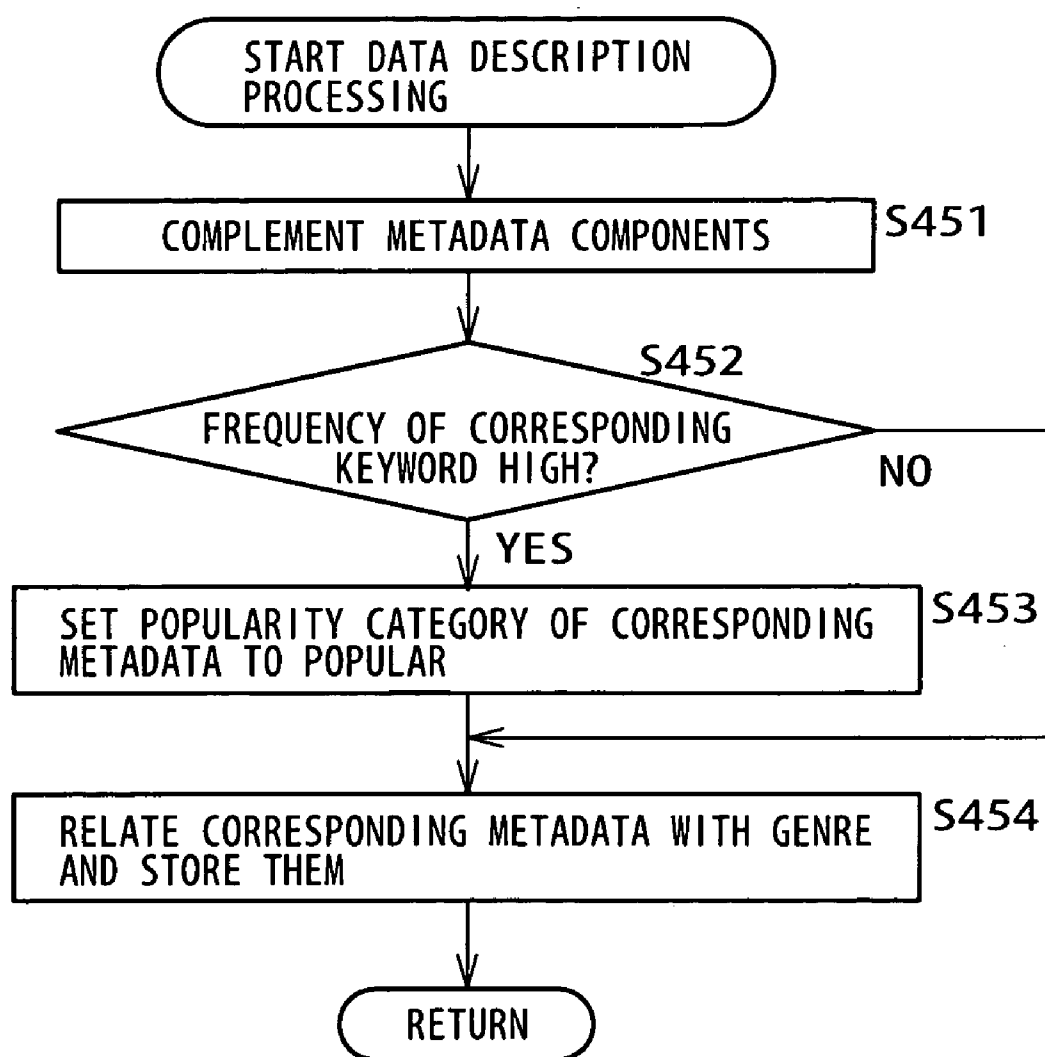 START DATA DESCRIPTION
PROCESSING
COMPLEMENT METADATA COMPONENTS
S451
S452
FREQUENCY OF CORRESPONDING
KEYWORD HIGH?
NO
YES
S453
SET POPULARITY CATEGORY OF CORRESPONDING
METADATA TO POPULAR
S454
RELATE CORRESPONDING METADATA WITH GENRE
AND STORE THEM
RETURN